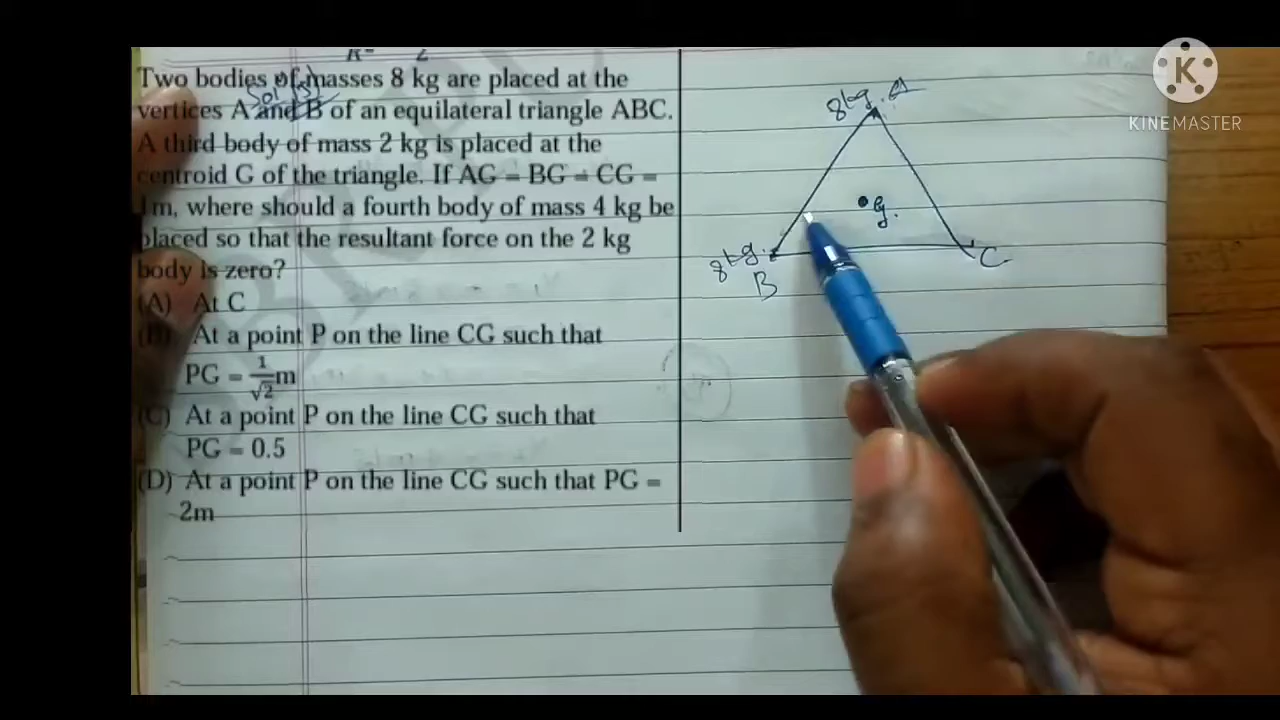 Two bodies of masses 8 kg are placed at the
vertices A and B of an equilateral triangle ABC.
A third body of mass 2 kg is placed at the
centroid G of the triangle. If AG = BG = CG =
1m, where should a fourth body of mass 4 kg be
placed so that the resultant force on the 2 kg
body is zero?
(A) At C
(B) At a point P on the line CG such that
PG = 1/√2 m
(C) At a point P on the line CG such that
PG = 0.5
(D) At a point P on the line CG such that PG =
2m
8kg. A
G.
8kg.
B
C
K
KINEMASTER